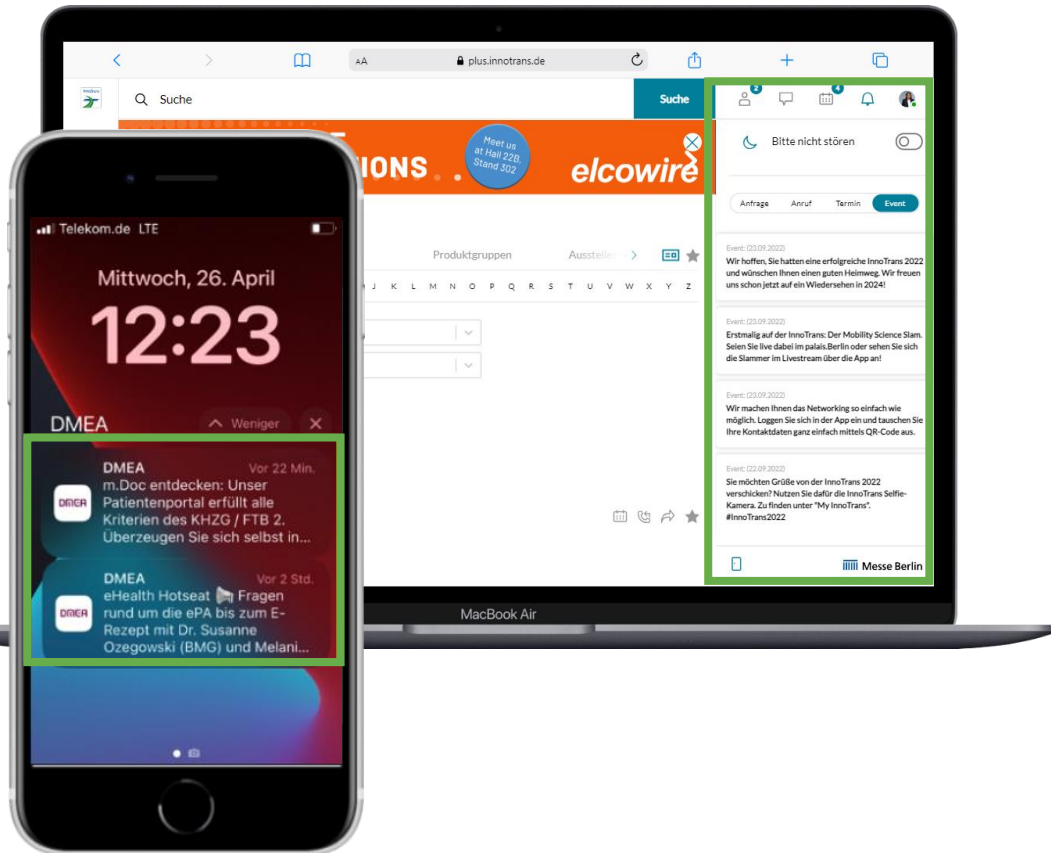 AA
plus.innotrans.de
Suche
Suche
2
4
Meet us
at Hall 22B,
Stand 302
IONS
elcowire
Bitte nicht stören
Anfrage Anruf Termin Event
Produktgruppen
J K L M N O P Q R S T U V W X Y Z
Event: (23.09.2022)
Wir hoffen, Sie hatten eine erfolgreiche InnoTrans 2022
und wünschen Ihnen einen guten Heimweg. Wir freuen
uns schon jetzt auf ein Wiedersehen in 2024!
Event: (23.09.2022)
Erstmalig auf der InnoTrans: Der Mobility Science Slam.
Seien Sie live dabei im palais.Berlin oder sehen Sie sich
die Slammer im Livestream über die App an!
Event: (23.09.2022)
Wir machen Ihnen das Networking so einfach wie
möglich. Loggen Sie sich in der App ein und tauschen Sie
Ihre Kontaktdaten ganz einfach mittels QR-Code aus.
Event: (22.09.2022)
Sie möchten Grüße von der InnoTrans 2022
verschicken? Nutzen Sie dafür die InnoTrans Selfie-
Kamera. Zu finden unter "My InnoTrans".
#InnoTrans2022
Messe Berlin
MacBook Air
Telekom.de LTE
Mittwoch, 26. April
12:23
DMEA
Weniger
DMEA
DMEA Vor 22 Min.
m.Doc entdecken: Unser
Patientenportal erfüllt alle
Kriterien des KHZG / FTB 2.
Überzeugen Sie sich selbst in...
DMEA
DMEA Vor 2 Std.
eHealth Hotseat Fragen
rund um die ePA bis zum E-
Rezept mit Dr. Susanne
Ozegowski (BMG) und Melani...